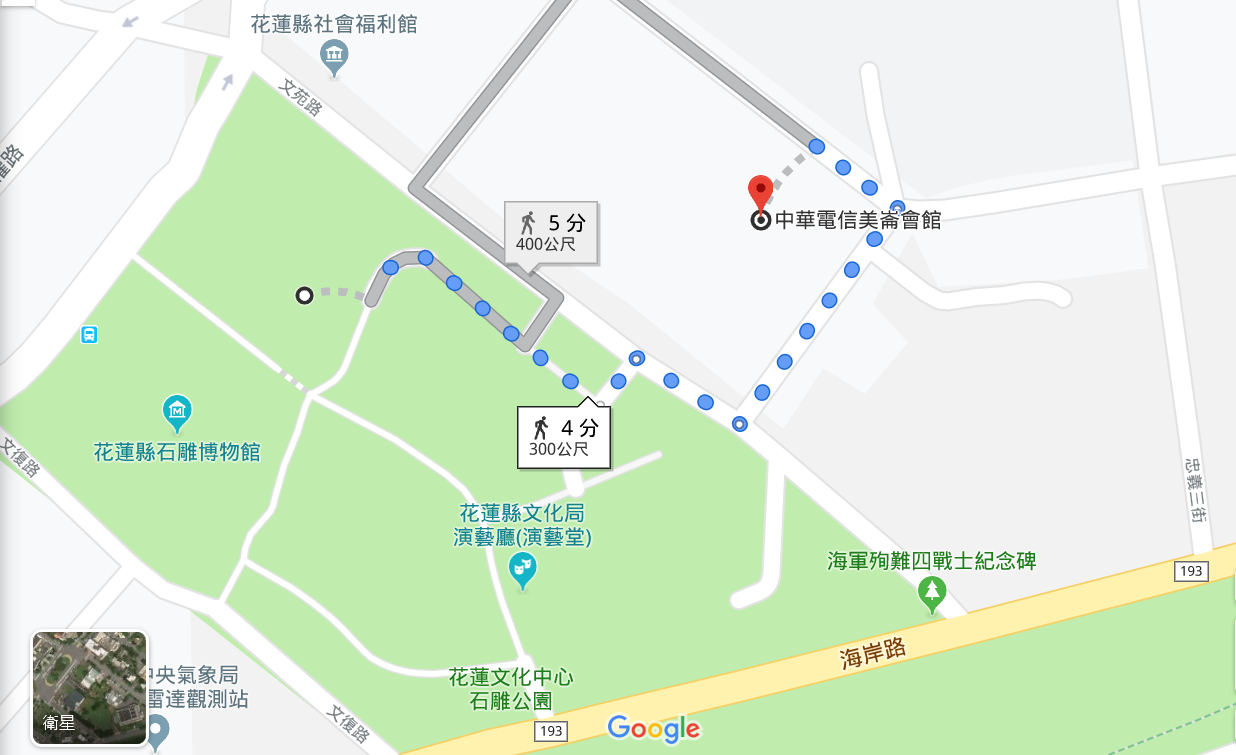 花蓮縣社會福利館
文苑路
5 分
400公尺
中華電信美崙會館
4 分
300公尺
花蓮縣石雕博物館
文復路
忠義三街
花蓮縣文化局
演藝廳(演藝堂)
海軍殉難四戰士紀念碑
193
海岸路
花蓮文化中心
石雕公園
中央氣象局
雷達觀測站
衛星
文復路
193
Google